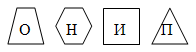 О Н И П